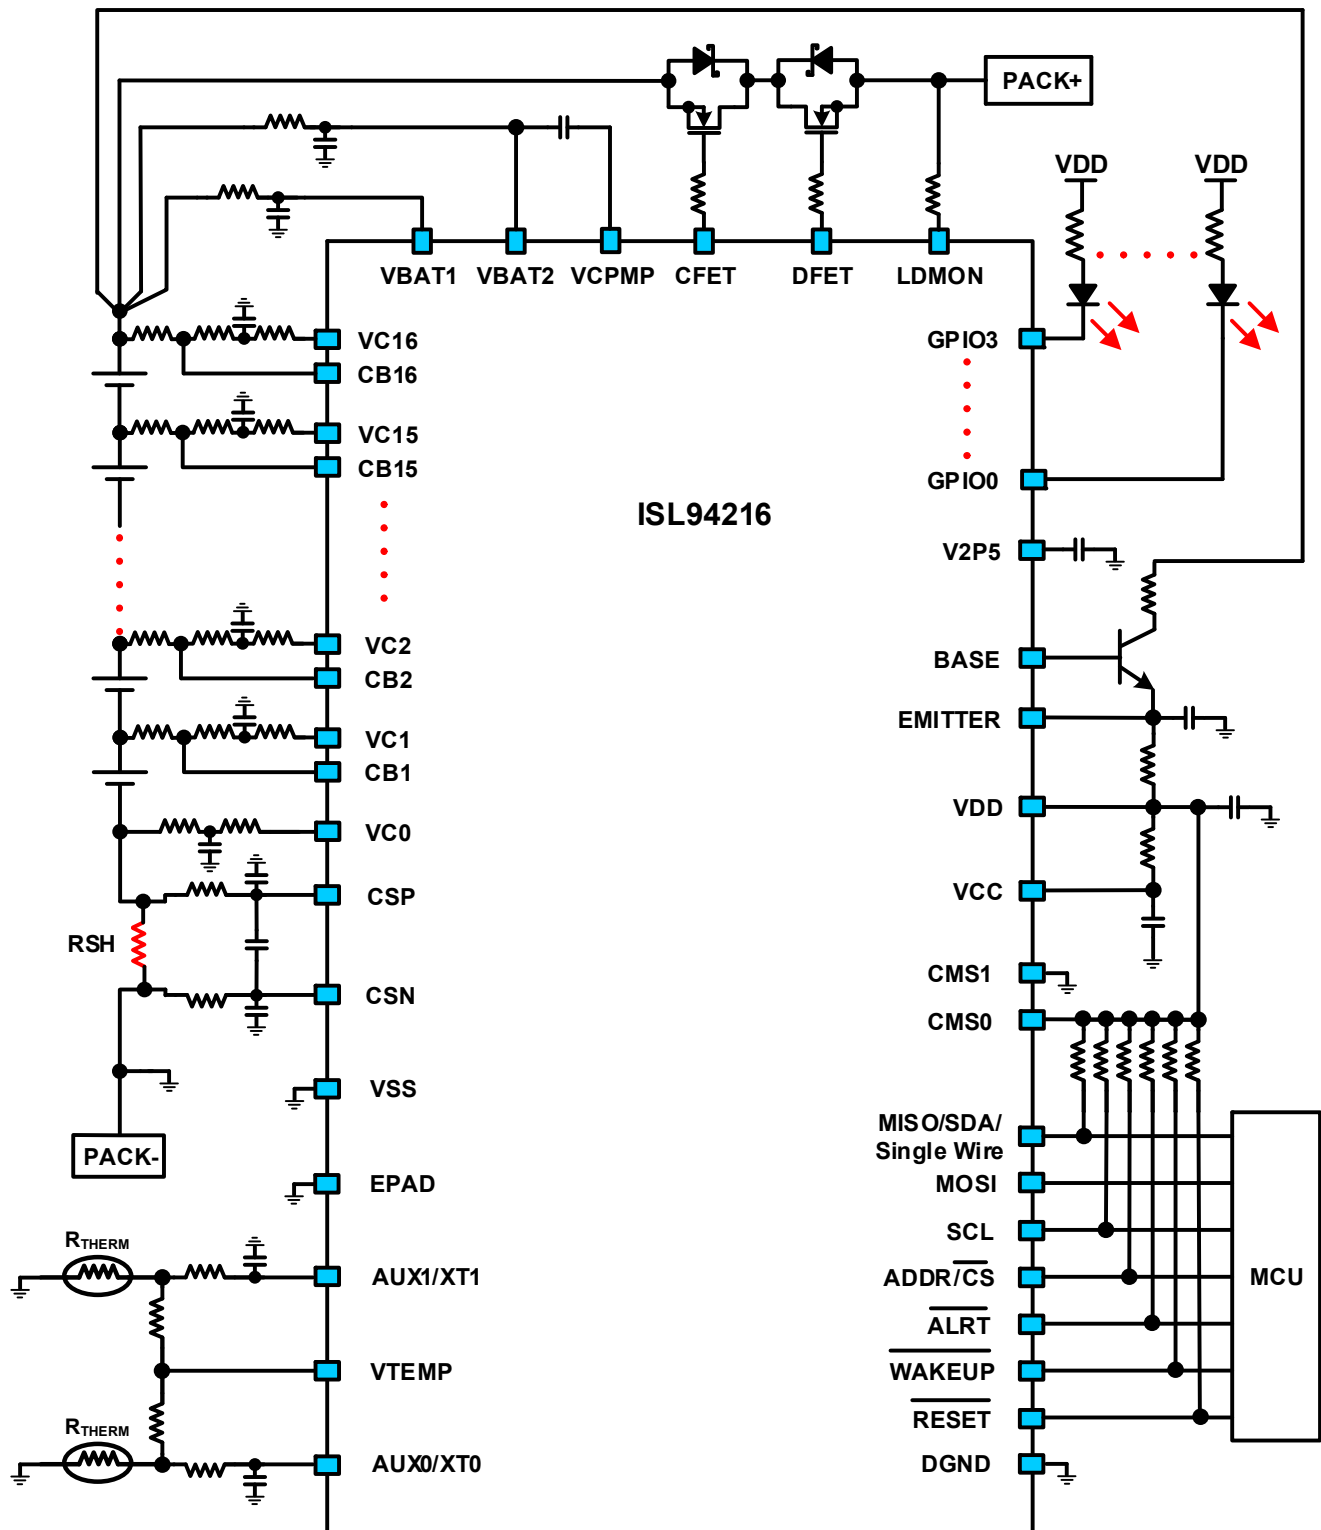 PACK+
VDD
VDD
VBAT1
VBAT2
VCPMP
CFET
DFET
LDMON
VC16
CB16
VC15
CB15
VC2
CB2
VC1
CB1
VC0
CSP
RSH
CSN
VSS
PACK-
EPAD
RTHERM
AUX1/XT1
VTEMP
RTHERM
AUX0/XT0
ISL94216
GPIO3
GPIO0
V2P5
BASE
EMITTER
VDD
VCC
CMS1
CMS0
MISO/SDA/
Single Wire
MOSI
SCL
ADDR/CS
ALRT
WAKEUP
RESET
DGND
MCU